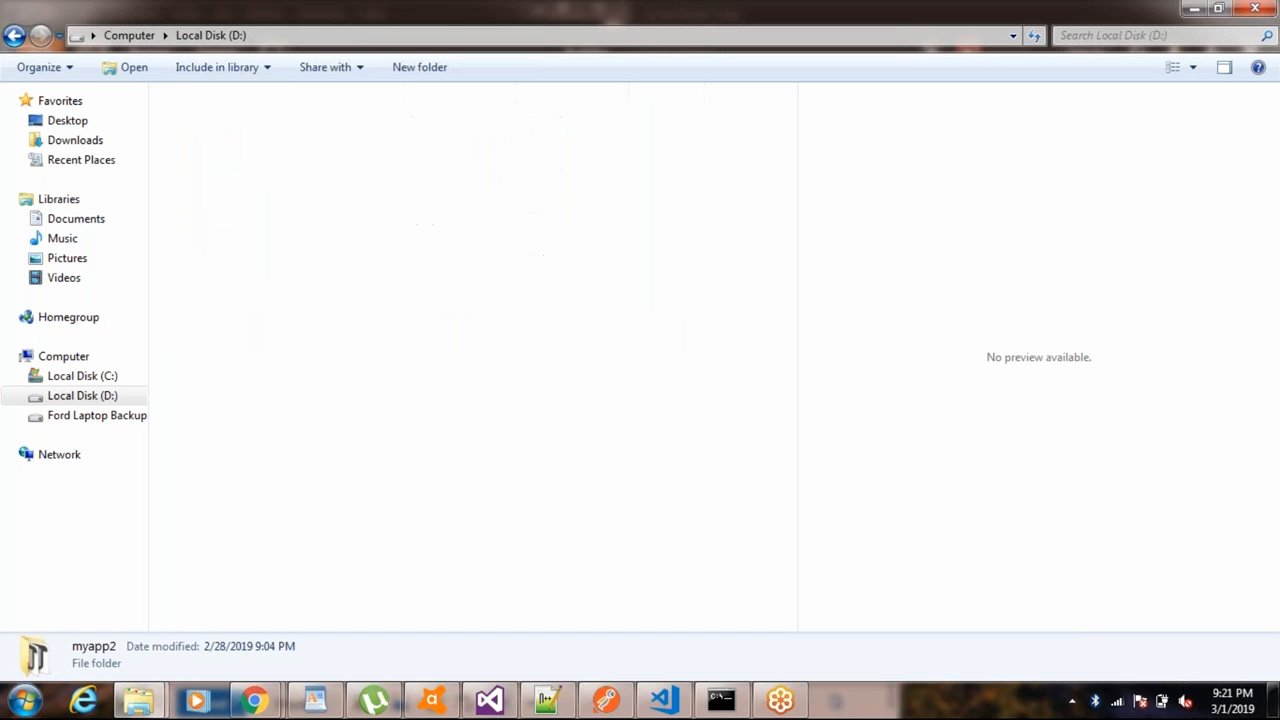 Computer Local Disk (D:) Search Local Disk (D:)
Organize Open Include in library Share with New folder
Favorites
Desktop
Downloads
Recent Places
Libraries
Documents
Music
Pictures
Videos
Homegroup
Computer
Local Disk (C:)
Local Disk (D:)
Ford Laptop Backup
Network
No preview available.
myapp2 Date modified: 2/28/2019 9:04 PM
File folder
9:21 PM
3/1/2019